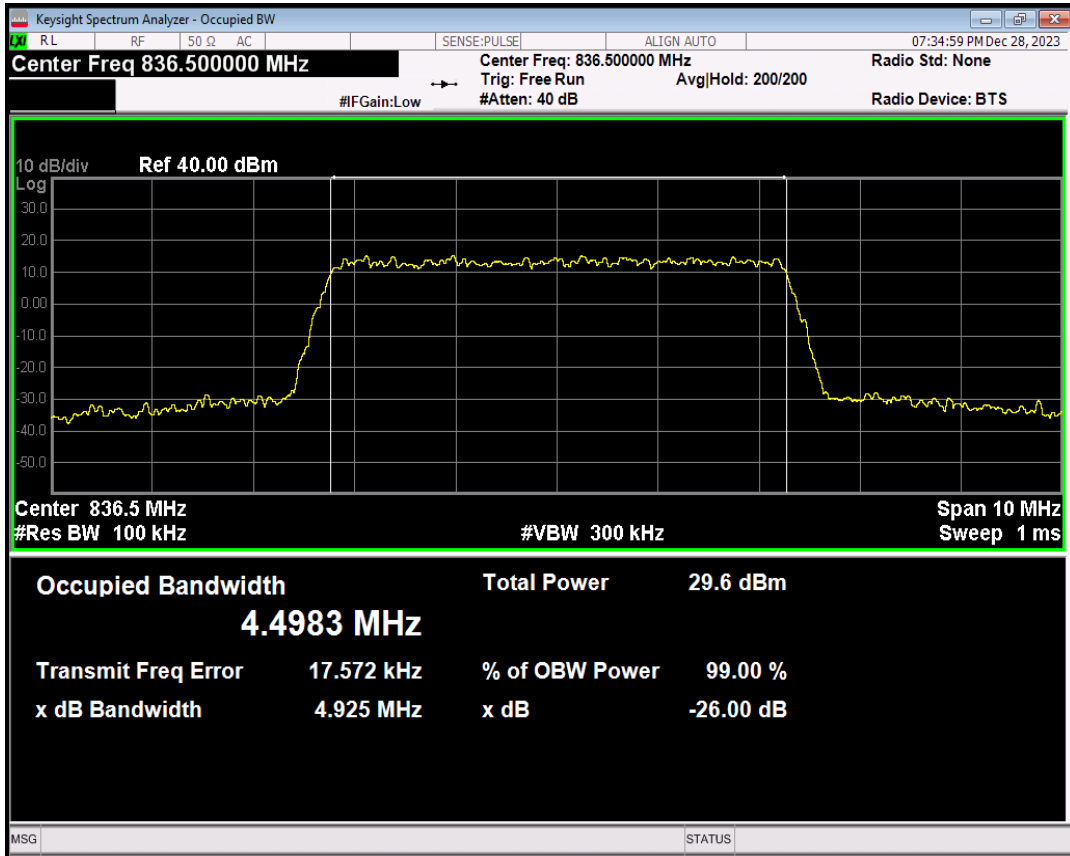 Keysight Spectrum Analyzer - Occupied BW
LXI RL RF 50 Ω AC SENSE:PULSE ALIGN AUTO 07:34:59 PM Dec 28, 2023
Center Freq 836.500000 MHz Center Freq: 836.500000 MHz Radio Std: None
Trig: Free Run Avg|Hold: 200/200
#IFGain:Low #Atten: 40 dB Radio Device: BTS
10 dB/div Ref 40.00 dBm
Log
30.0
20.0
10.0
0.00
-10.0
-20.0
-30.0
-40.0
-50.0
Center 836.5 MHz Span 10 MHz
#Res BW 100 kHz #VBW 300 kHz Sweep 1 ms
Occupied Bandwidth Total Power 29.6 dBm
4.4983 MHz
Transmit Freq Error 17.572 kHz % of OBW Power 99.00 %
x dB Bandwidth 4.925 MHz x dB -26.00 dB
MSG STATUS